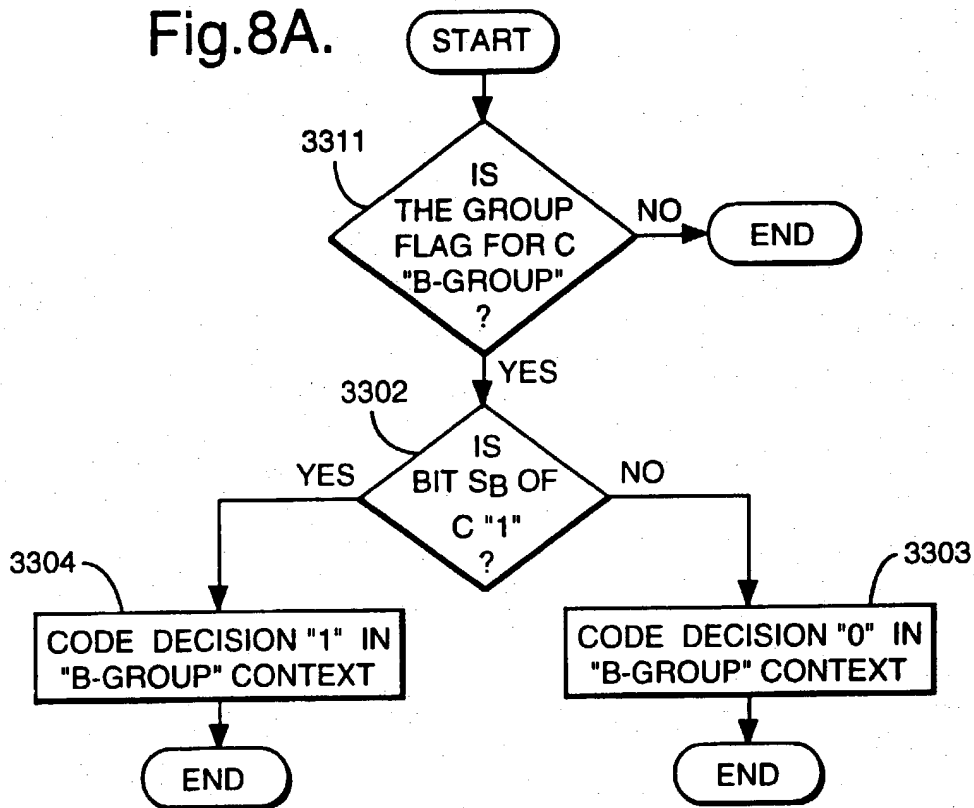 Fig.8A.
START
3311
IS
THE GROUP
FLAG FOR C
"B-GROUP"
?
NO
END
YES
3302
IS
BIT SB OF
C "1"
?
YES
NO
3304
3303
CODE DECISION "1" IN
"B-GROUP" CONTEXT
CODE DECISION "0" IN
"B-GROUP" CONTEXT
END
END